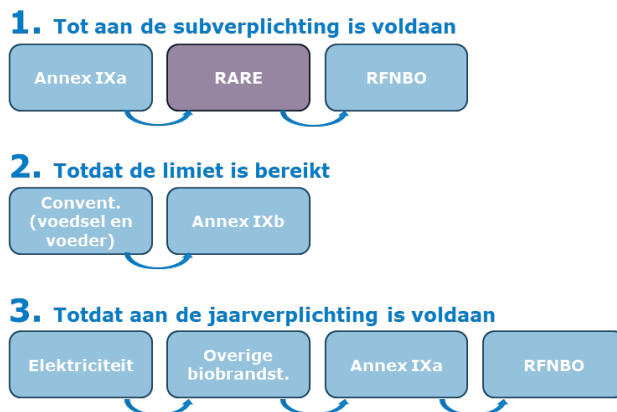 1. Tot aan de subverplichting is voldaan
Annex IXa
RARE
RFNBO
2. Totdat de limiet is bereikt
Convent.
(voedsel en
voeder)
Annex IXb
3. Totdat aan de jaarverplichting is voldaan
Elektriciteit
Overige
biobrandst.
Annex IXa
RFNBO